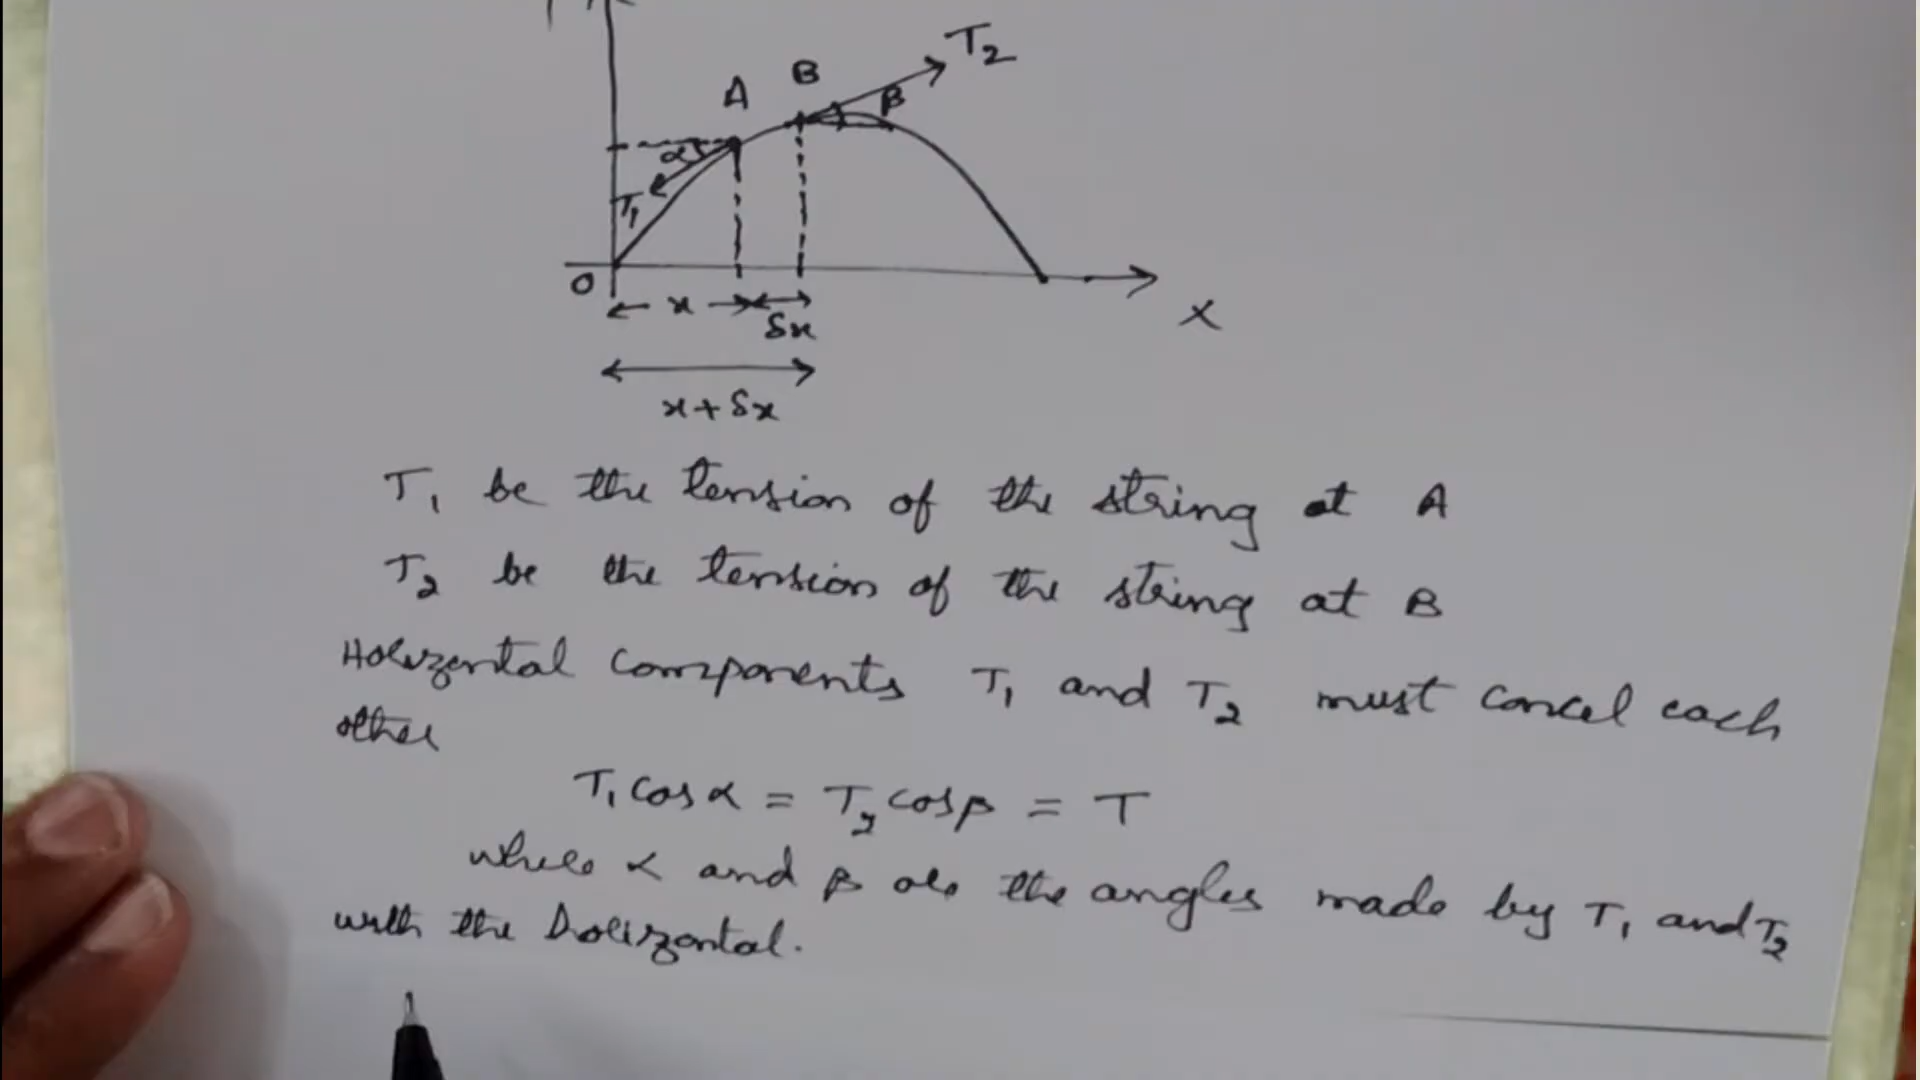 T2
B
A
β
α
T1
O
x
δx
X
x + δx
T1 be the tension of the string at A
T2 be the tension of the string at B
Horizontal components T1 and T2 must cancel each
other
T1 cos α = T2 cos β = T
where α and β are the angles made by T1 and T2
with the horizontal.